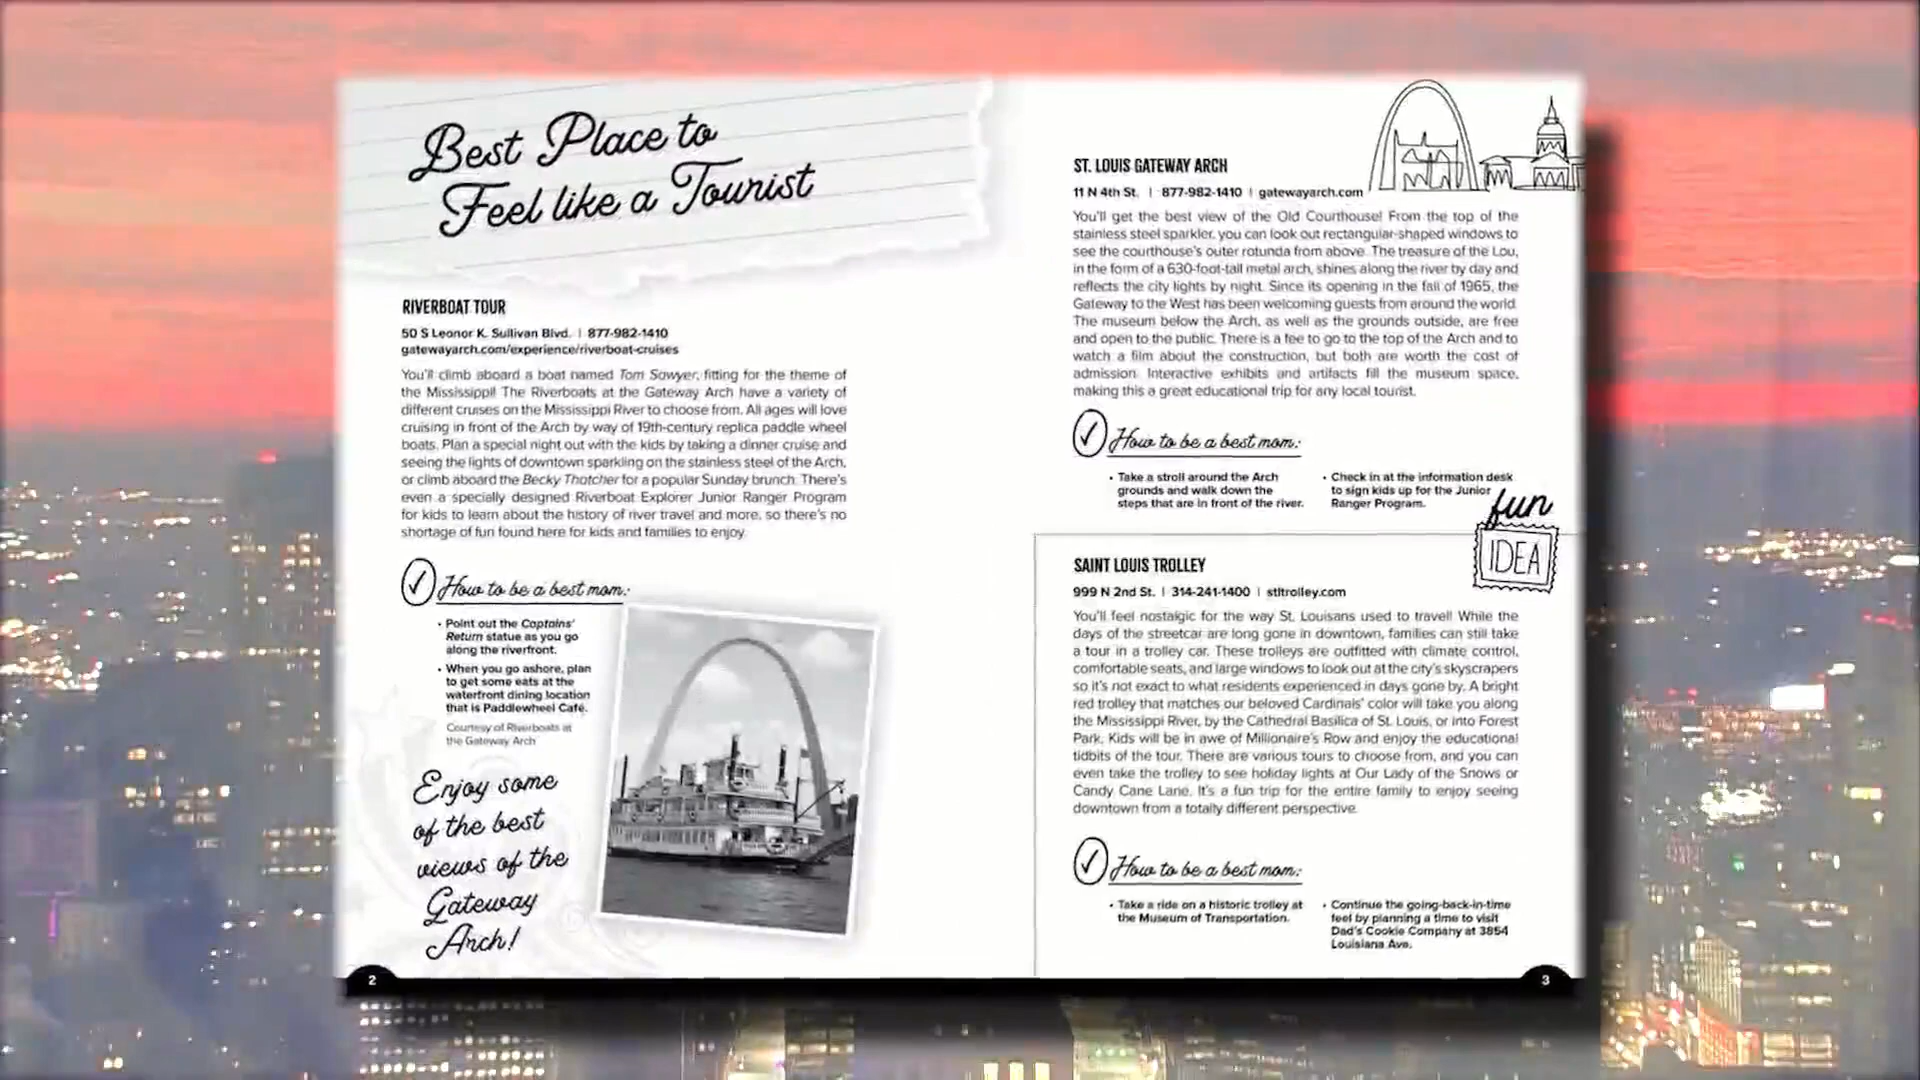 Best Place to
Feel like a Tourist
RIVERBOAT TOUR
50 S Leonor K. Sullivan Blvd. | 877-982-1410
gatewayarch.com/experience/riverboat-cruises
You'll climb aboard a boat named Tom Sawyer, fitting for the theme of
the Mississippi! The Riverboats at the Gateway Arch have a variety of
different cruises on the Mississippi River to choose from. All ages will love
cruising in front of the Arch by way of 19th-century replica paddle wheel
boats. Plan a special night out with the kids by taking a dinner cruise and
seeing the lights of downtown sparkling on the stainless steel of the Arch,
or climb aboard the Becky Thatcher for a popular Sunday brunch. There's
even a specially designed Riverboat Explorer Junior Ranger Program
for kids to learn about the history of river travel and more, so there's no
shortage of fun found here for kids and families to enjoy.
How to be a best mom:
• Point out the Captains'
Return statue as you go
along the riverfront.
• When you go ashore, plan
to get some eats at the
waterfront dining location
that is Paddlewheel Café.
Courtesy of Riverboats at
the Gateway Arch
Enjoy some
of the best
views of the
Gateway
Arch!
2
ST. LOUIS GATEWAY ARCH
11 N 4th St. | 877-982-1410 | gatewayarch.com
You'll get the best view of the Old Courthouse! From the top of the
stainless steel sparkler, you can look out rectangular-shaped windows to
see the courthouse's outer rotunda from above. The treasure of the Lou,
in the form of a 630-foot-tall metal arch, shines along the river by day and
reflects the city lights by night. Since its opening in the fall of 1965, the
Gateway to the West has been welcoming guests from around the world.
The museum below the Arch, as well as the grounds outside, are free
and open to the public. There is a fee to go to the top of the Arch and to
watch a film about the construction, but both are worth the cost of
admission. Interactive exhibits and artifacts fill the museum space,
making this a great educational trip for any local tourist.
How to be a best mom:
• Take a stroll around the Arch
grounds and walk down the
steps that are in front of the river.
• Check in at the information desk
to sign kids up for the Junior
Ranger Program.
fun
IDEA
SAINT LOUIS TROLLEY
999 N 2nd St. | 314-241-1400 | stltrolley.com
You'll feel nostalgic for the way St. Louisans used to travel! While the
days of the streetcar are long gone in downtown, families can still take
a tour in a trolley car. These trolleys are outfitted with climate control,
comfortable seats, and large windows to look out at the city's skyscrapers
so it's not exact to what residents experienced in days gone by. A bright
red trolley that matches our beloved Cardinals' color will take you along
the Mississippi River, by the Cathedral Basilica of St. Louis, or into Forest
Park. Kids will be in awe of Millionaire's Row and enjoy the educational
tidbits of the tour. There are various tours to choose from, and you can
even take the trolley to see holiday lights at Our Lady of the Snows or
Candy Cane Lane. It's a fun trip for the entire family to enjoy seeing
downtown from a totally different perspective.
How to be a best mom:
• Take a ride on a historic trolley at
the Museum of Transportation.
• Continue the going-back-in-time
feel by planning a time to visit
Dad's Cookie Company at 3854
Louisiana Ave.
3